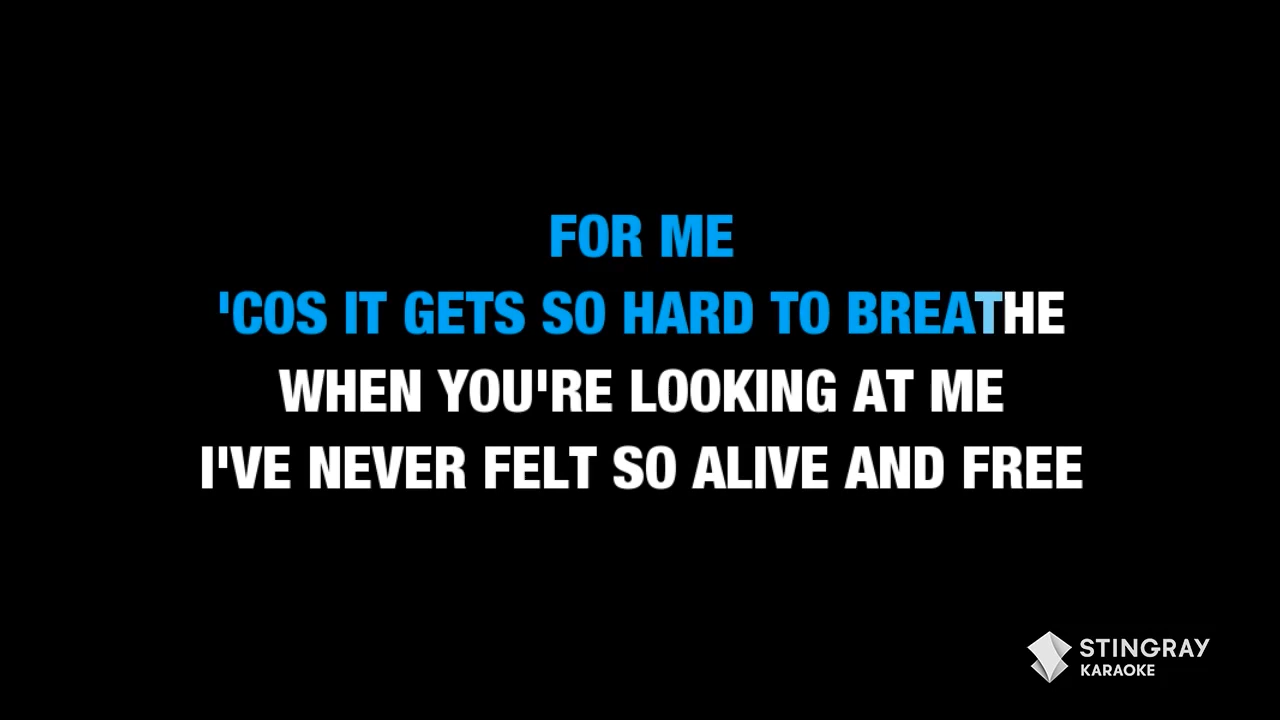 FOR ME
'COS IT GETS SO HARD TO BREATHE
WHEN YOU'RE LOOKING AT ME
I'VE NEVER FELT SO ALIVE AND FREE
STINGRAY
KARAOKE